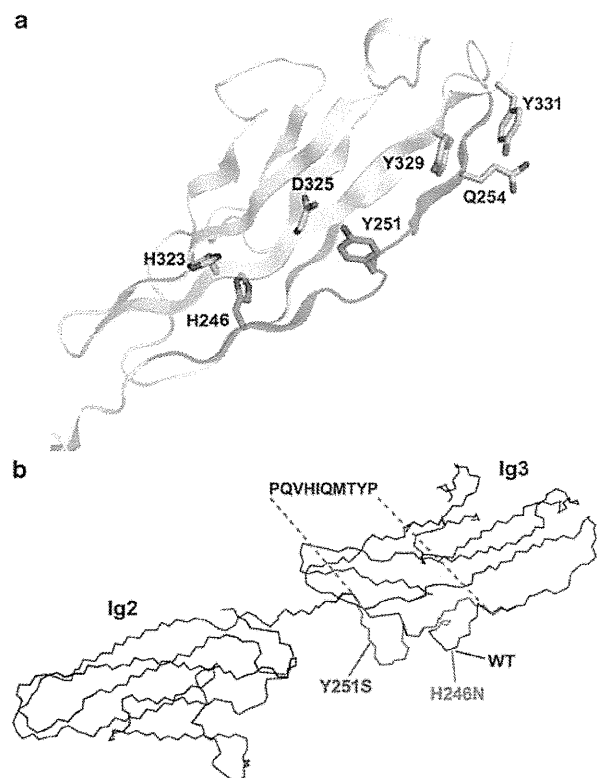 a
Y331
Y329
D325
Q254
Y251
H323
H246
b
Ig3
PQVHIQMTYP
Ig2
WT
Y251S
H246N